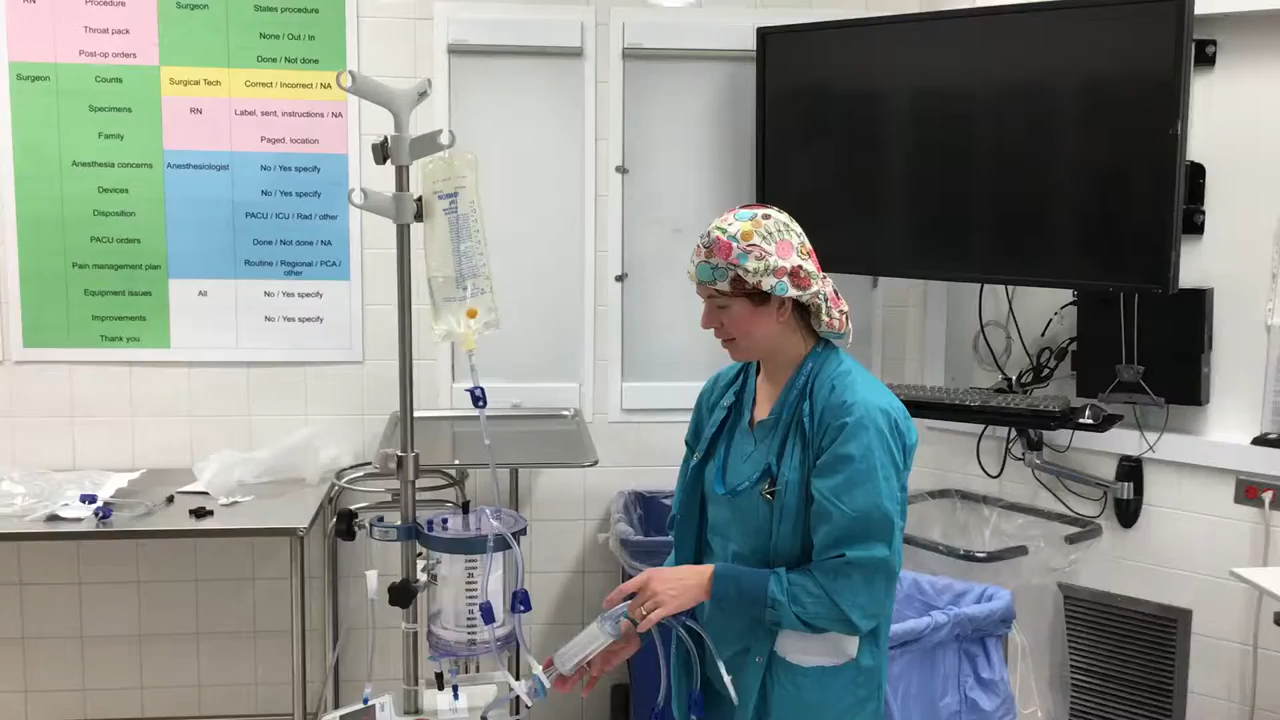 RN Procedure Surgeon States procedure
Throat pack None / Out / In
Post-op orders Done / Not done
Surgeon Counts Surgical Tech Correct / Incorrect / NA
Specimens RN Label, sent, instructions / NA
Family Paged, location
Anesthesia concerns Anesthesiologist No / Yes specify
Devices No / Yes specify
Disposition PACU / ICU / Rad / other
PACU orders Done / Not done / NA
Pain management plan Routine / Regional / PCA /
other
Equipment issues All No / Yes specify
Improvements No / Yes specify
Thank you
2L
1L